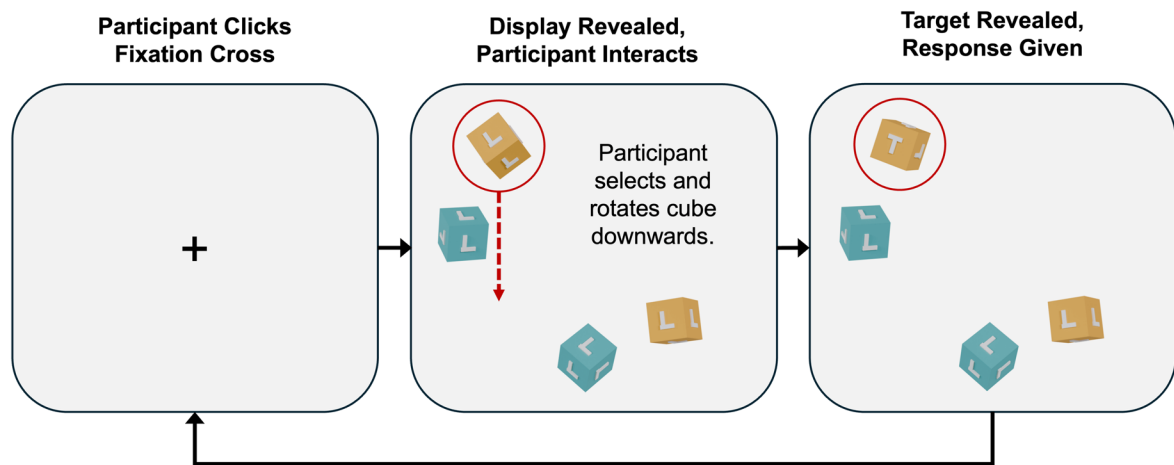 Participant Clicks
Fixation Cross
Display Revealed,
Participant Interacts
Target Revealed,
Response Given
+
L
L
Participant
selects and
rotates cube
downwards.
L
L
L
L
L
L
L
L
T
L
L
L
L
L
L
L
L
L